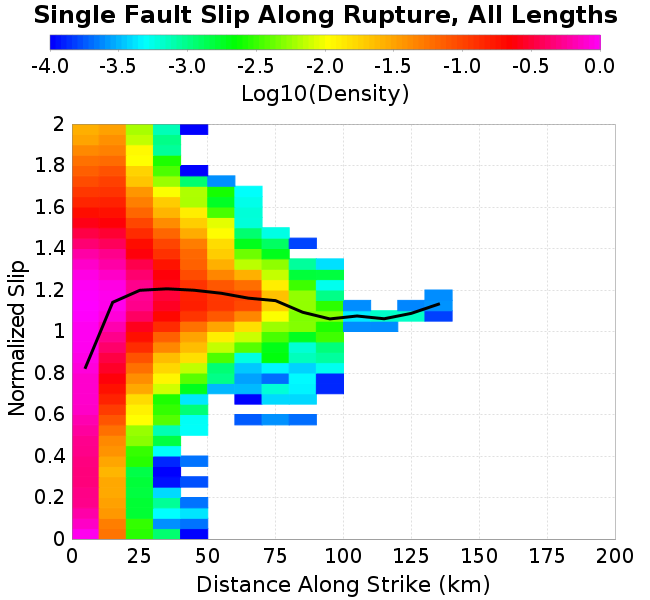 Single Fault Slip Along Rupture, All Lengths
-4.0 -3.5 -3.0 -2.5 -2.0 -1.5 -1.0 -0.5 0.0
Log10(Density)
Normalized Slip
2
1.8
1.6
1.4
1.2
1
0.8
0.6
0.4
0.2
0
0 25 50 75 100 125 150 175 200
Distance Along Strike (km)